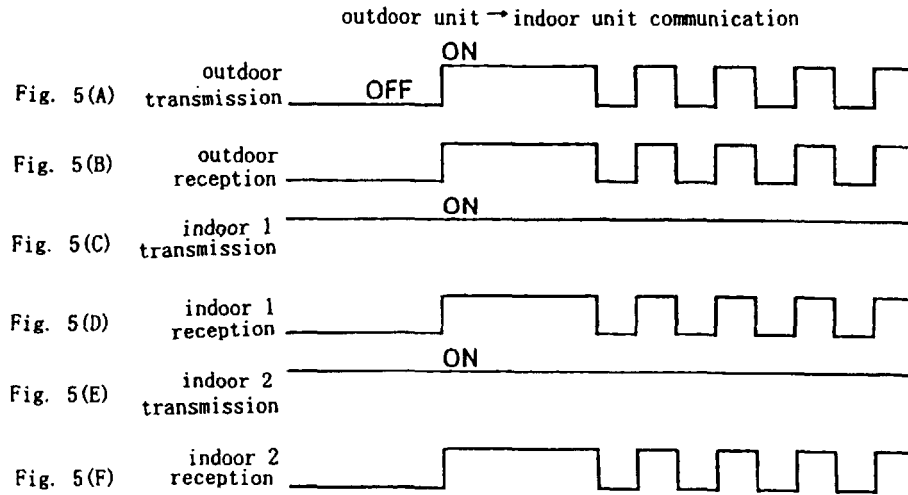 outdoor unit → indoor unit communication
ON
Fig. 5(A) outdoor transmission OFF
Fig. 5(B) outdoor reception
ON
Fig. 5(C) indoor 1 transmission
Fig. 5(D) indoor 1 reception
ON
Fig. 5(E) indoor 2 transmission
Fig. 5(F) indoor 2 reception